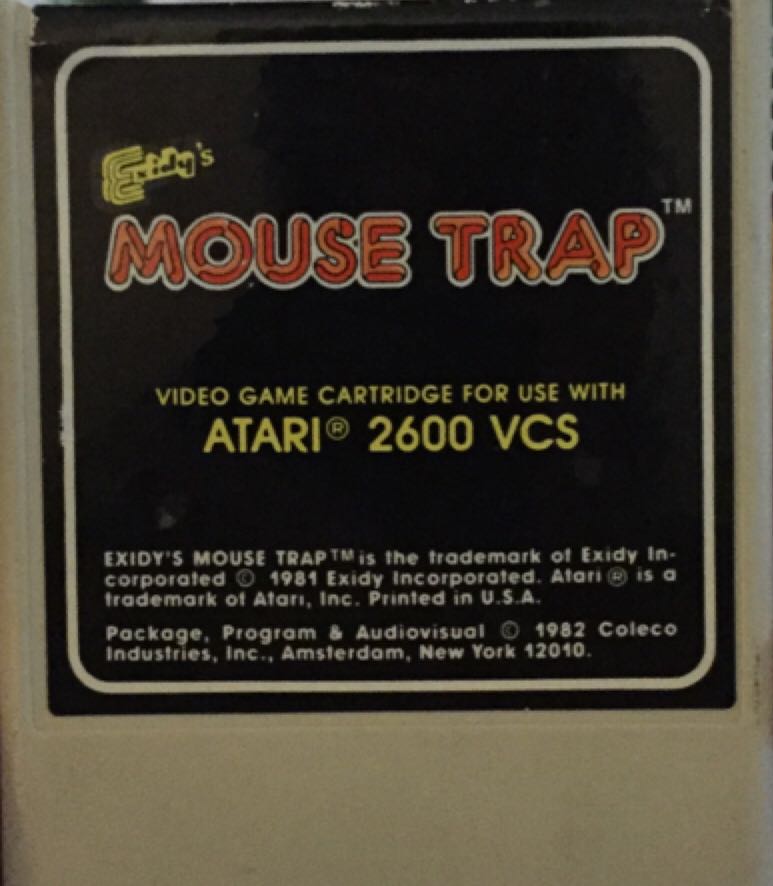 Exidy's
MOUSE TRAP™
VIDEO GAME CARTRIDGE FOR USE WITH
ATARI® 2600 VCS
EXIDY'S MOUSE TRAP™ is the trademark of Exidy In-
corporated © 1981 Exidy Incorporated. Atari ® is a
trademark of Atari, Inc. Printed in U.S.A.
Package, Program & Audiovisual © 1982 Coleco
Industries, Inc., Amsterdam, New York 12010.